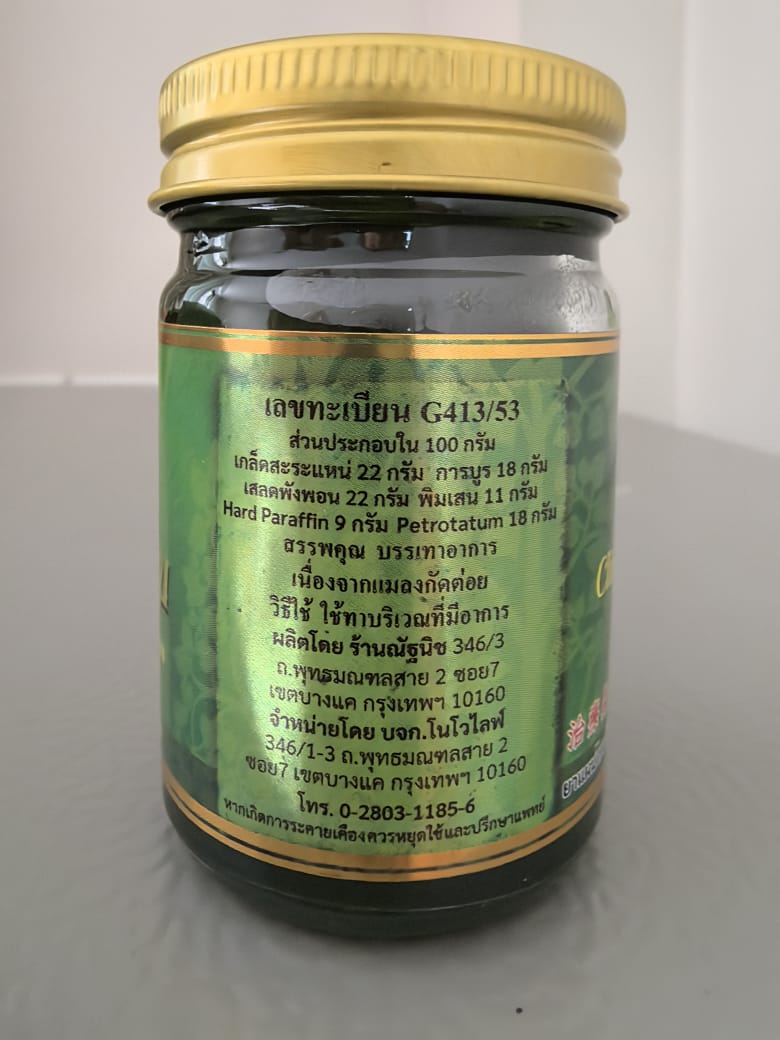 เลขทะเบียน G413/53
ส่วนประกอบใน 100 กรัม
เกล็ดสะระแหน่ 22 กรัม การบูร 18 กรัม
เสลดพังพอน 22 กรัม พิมเสน 11 กรัม
Hard Paraffin 9 กรัม Petrotatum 18 กรัม
สรรพคุณ บรรเทาอาการ
เนื่องจากแมลงกัดต่อย
วิธีใช้ ใช้ทาบริเวณที่มีอาการ
ผลิตโดย ร้านณัฐนิช 346/3
ถ.พุทธมณฑลสาย 2 ซอย7
เขตบางแค กรุงเทพฯ 10160
จำหน่ายโดย บจก.โนโวไลฟ์
346/1-3 ถ.พุทธมณฑลสาย 2
ซอย7 เขตบางแค กรุงเทพฯ 10160
โทร. 0-2803-1185-6
หากเกิดการระคายเคืองควรหยุดใช้และปรึกษาแพทย์